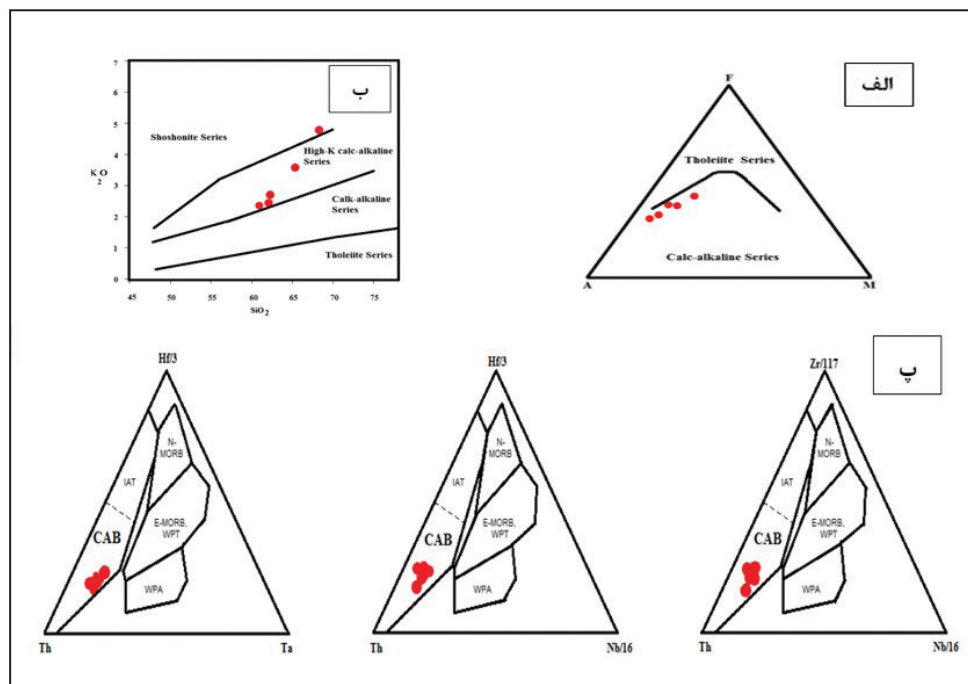 ب
7
6
5
4
3
2
1
0
K2O
Shoshonite Series
High-K calc-alkaline
Series
Calk-alkaline
Series
Tholeiite Series
45 50 55 60 65 70 75
SiO2
الف
F
Tholeiite Series
Calc-alkaline Series
A M
پ
Hf/3
N-
MORB
IAT
E-MORB,
WPT
CAB
WPA
Th Ta
Hf/3
N-
MORB
IAT
E-MORB,
WPT
CAB
WPA
Th Nb/16
Zr/117
N-
MORB
IAT
E-MORB,
WPT
CAB
WPA
Th Nb/16